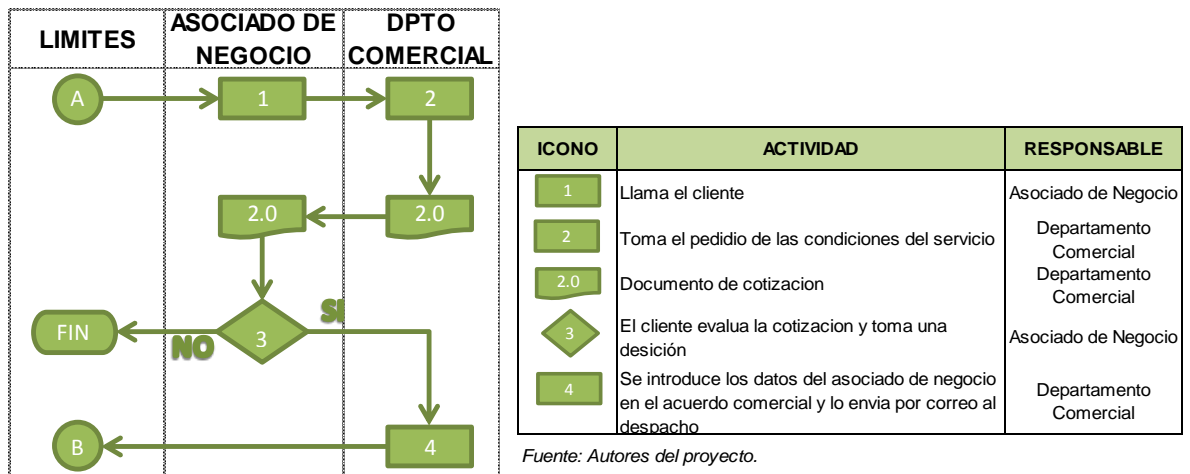 LIMITES
ASOCIADO DE NEGOCIO
DPTO COMERCIAL
A
1
2
2.0
2.0
FIN
NO
3
SI
B
4
ICONO ACTIVIDAD RESPONSABLE
1 Llama el cliente Asociado de Negocio
2 Toma el pedidio de las condiciones del servicio Departamento
Comercial
2.0 Documento de cotizacion Departamento
Comercial
3 El cliente evalua la cotizacion y toma una
desición Asociado de Negocio
4 Se introduce los datos del asociado de negocio
en el acuerdo comercial y lo envia por correo al
despacho Departamento
Comercial
Fuente: Autores del proyecto.